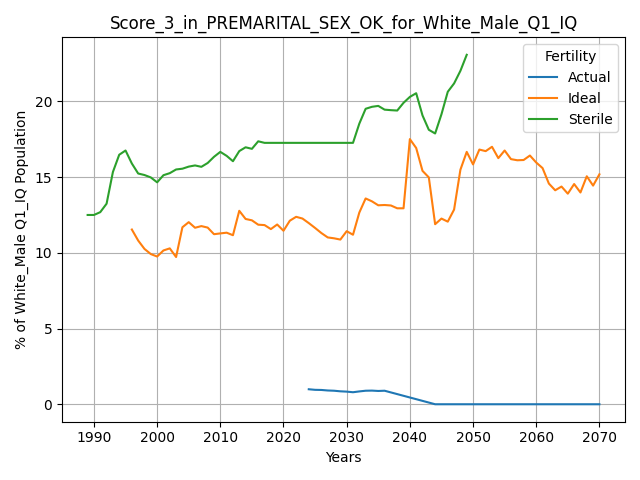 Score_3_in_PREMARITAL_SEX_OK_for_White_Male_Q1_IQ
% of White_Male Q1_IQ Population
20
15
10
5
0
Fertility
Actual
Ideal
Sterile
1990 2000 2010 2020 2030 2040 2050 2060 2070
Years